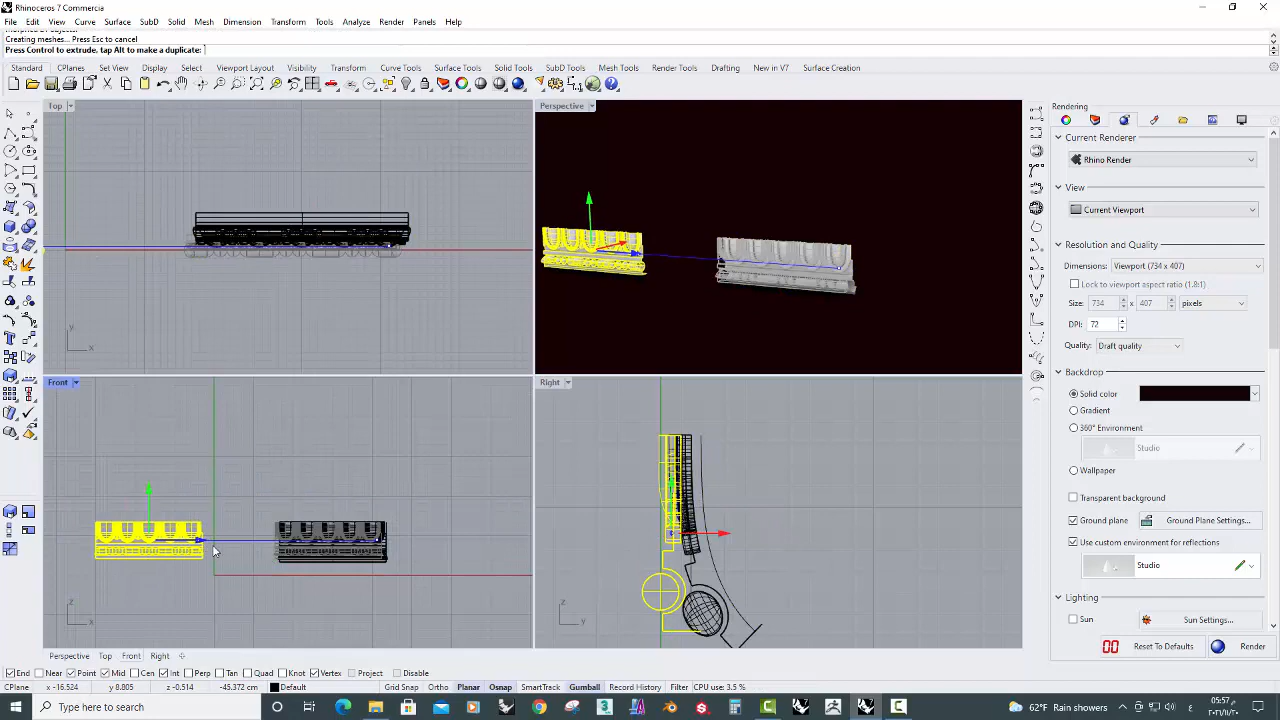 Rhinoceros 7 Commercia
File Edit View Curve Surface SubD Solid Mesh Dimension Transform Tools Analyze Render Panels Help
Creating meshes... Press Esc to cancel
Press Control to extrude, tap Alt to make a duplicate:
Standard CPlanes Set View Display Select Viewport Layout Visibility Transform Curve Tools Surface Tools Solid Tools SubD Tools Mesh Tools Render Tools Drafting New in V7 Surface Creation
Top
Perspective
Front
Right
y
x
z
x
z
y
Rendering
Current Renderer
Rhino Render
View
Current Viewport
Resolution and Quality
Dimensions: Viewport (734 x 407)
Lock to viewport aspect ratio (1.8:1)
Size: 734 x 407 pixels
DPI: 72
Quality: Draft quality
Backdrop
Solid color
Gradient
360° Environment
Studio
Wallpaper
Transparent background
Ground plane Ground Plane Settings...
Use custom environment for reflections
Studio
Lighting
Sun Sun Settings...
Reset To Defaults Render
Perspective Top Front Right
End Near Point Mid Cen Int Perp Tan Quad Knot Vertex Project Disable
CPlane x -16.524 y 8.805 z -0.514 -45.372 cm Default Grid Snap Ortho Planar Osnap SmartTrack Gumball Record History Filter CPU use: 3.5 %
Type here to search
62°F Rain showers